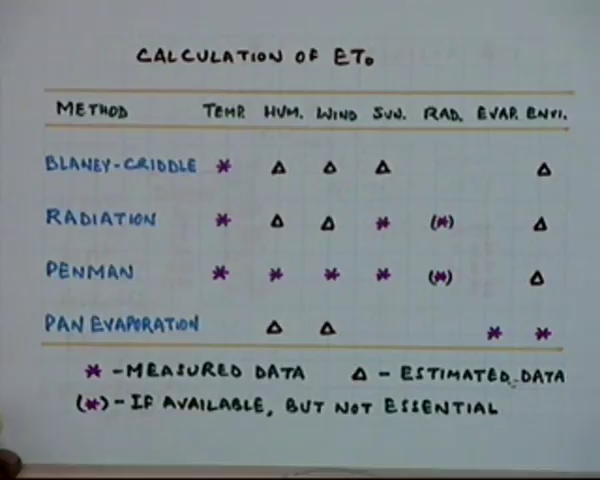 CALCULATION OF ETo
METHOD TEMP. HUM. WIND SUN. RAD. EVAP. ENVI.
BLANEY-CRIDDLE * Δ Δ Δ Δ
RADIATION * Δ Δ * (*) Δ
PENMAN * * * * (*) Δ
PAN EVAPORATION Δ Δ * *
* - MEASURED DATA Δ - ESTIMATED DATA
(*) - IF AVAILABLE, BUT NOT ESSENTIAL